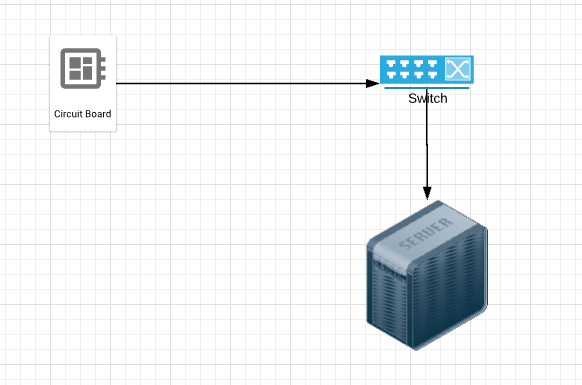 Circuit Board
Switch
SERVER